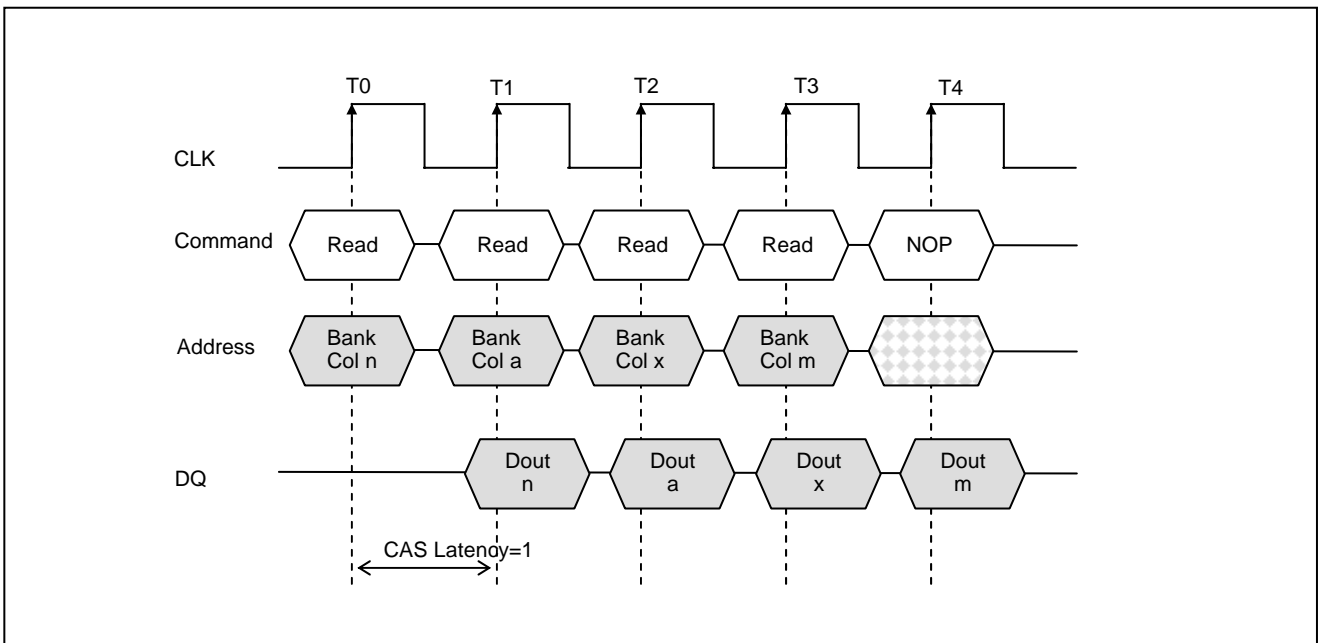 T0 T1 T2 T3 T4
CLK
Command Read Read Read Read NOP
Address
Bank Col n
Bank Col a
Bank Col x
Bank Col m
DQ
Dout n
Dout a
Dout x
Dout m
CAS Latency=1